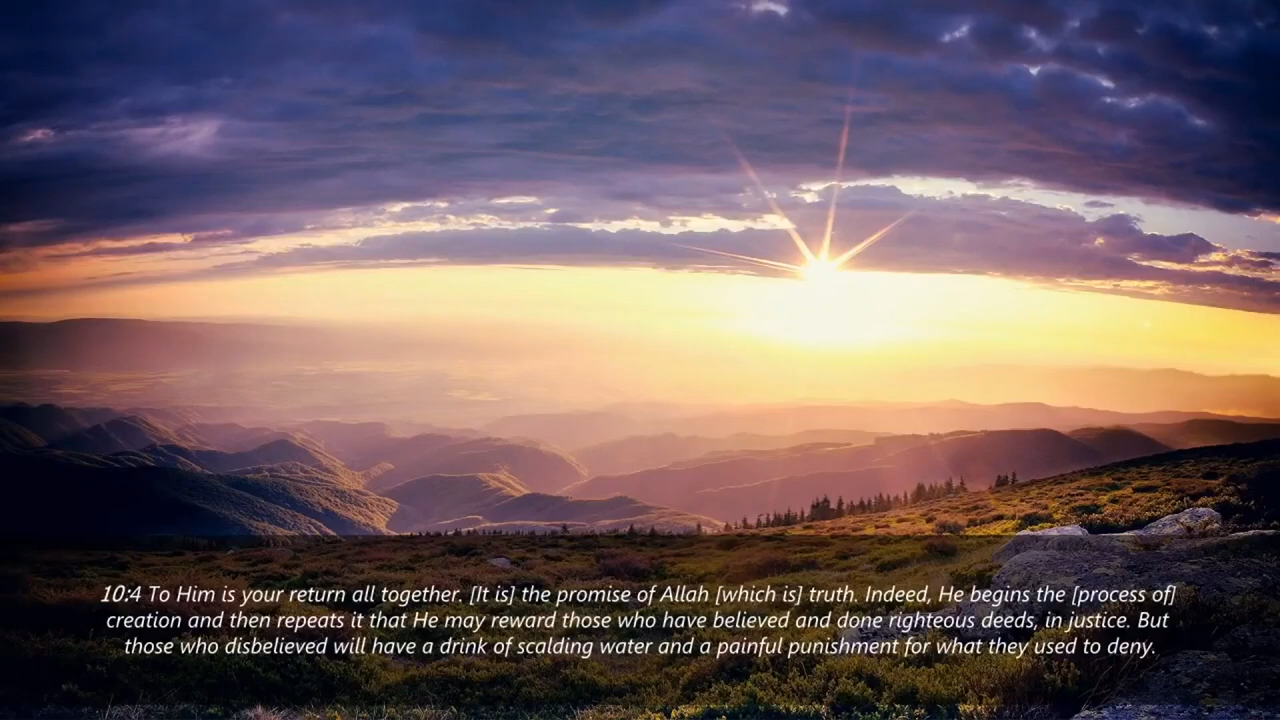 10:4 To Him is your return all together. [It is] the promise of Allah [which is] truth. Indeed, He begins the [process of]
creation and then repeats it that He may reward those who have believed and done righteous deeds, in justice. But
those who disbelieved will have a drink of scalding water and a painful punishment for what they used to deny.